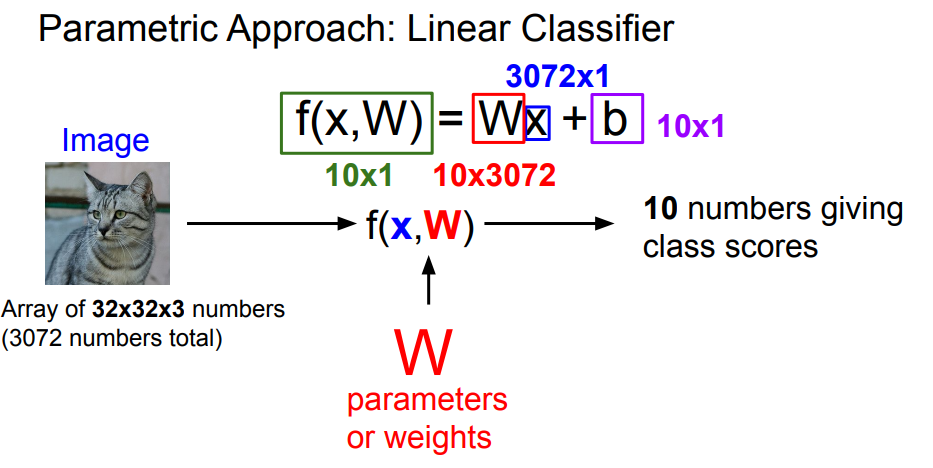 Parametric Approach: Linear Classifier
3072x1
f(x,W) = Wx + b 10x1
10x1 10x3072
Image
f(x,W)
10 numbers giving
class scores
Array of 32x32x3 numbers
(3072 numbers total)
W
parameters
or weights